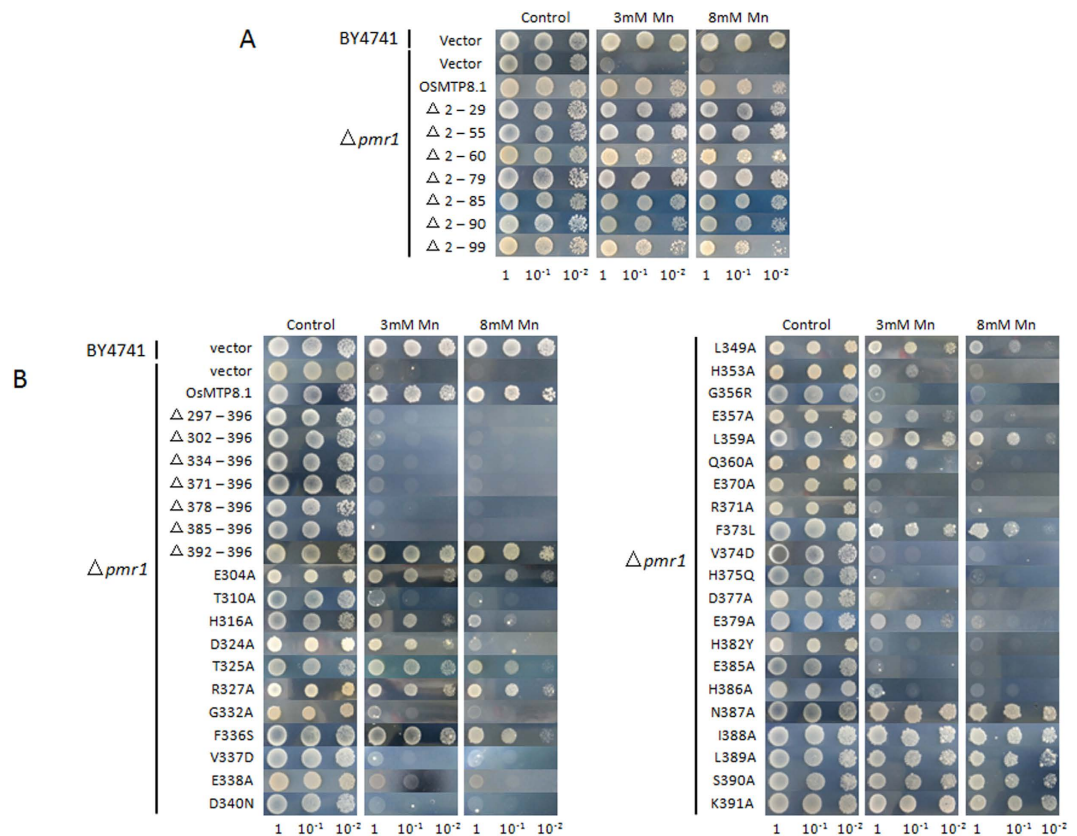 A
Control 3mM Mn 8mM Mn
BY4741 Vector
Vector
OSMTP8.1
△ 2 – 29
△ 2 – 55
△pmr1
△ 2 – 60
△ 2 – 79
△ 2 – 85
△ 2 – 90
△ 2 – 99
1 10⁻¹ 10⁻² 1 10⁻¹ 10⁻² 1 10⁻¹ 10⁻²
B
Control 3mM Mn 8mM Mn
BY4741 vector
vector
OsMTP8.1
△ 297 – 396
△ 302 – 396
△ 334 – 396
△ 371 – 396
△ 378 – 396
△ 385 – 396
△ 392 – 396
△pmr1
E304A
T310A
H316A
D324A
T325A
R327A
G332A
F336S
V337D
E338A
D340N
1 10⁻¹ 10⁻² 1 10⁻¹ 10⁻² 1 10⁻¹ 10⁻²
Control 3mM Mn 8mM Mn
L349A
H353A
G356R
E357A
L359A
Q360A
E370A
R371A
F373L
△pmr1
V374D
H375Q
D377A
E379A
H382Y
E385A
H386A
N387A
I388A
L389A
S390A
K391A
1 10⁻¹ 10⁻² 1 10⁻¹ 10⁻² 1 10⁻¹ 10⁻²